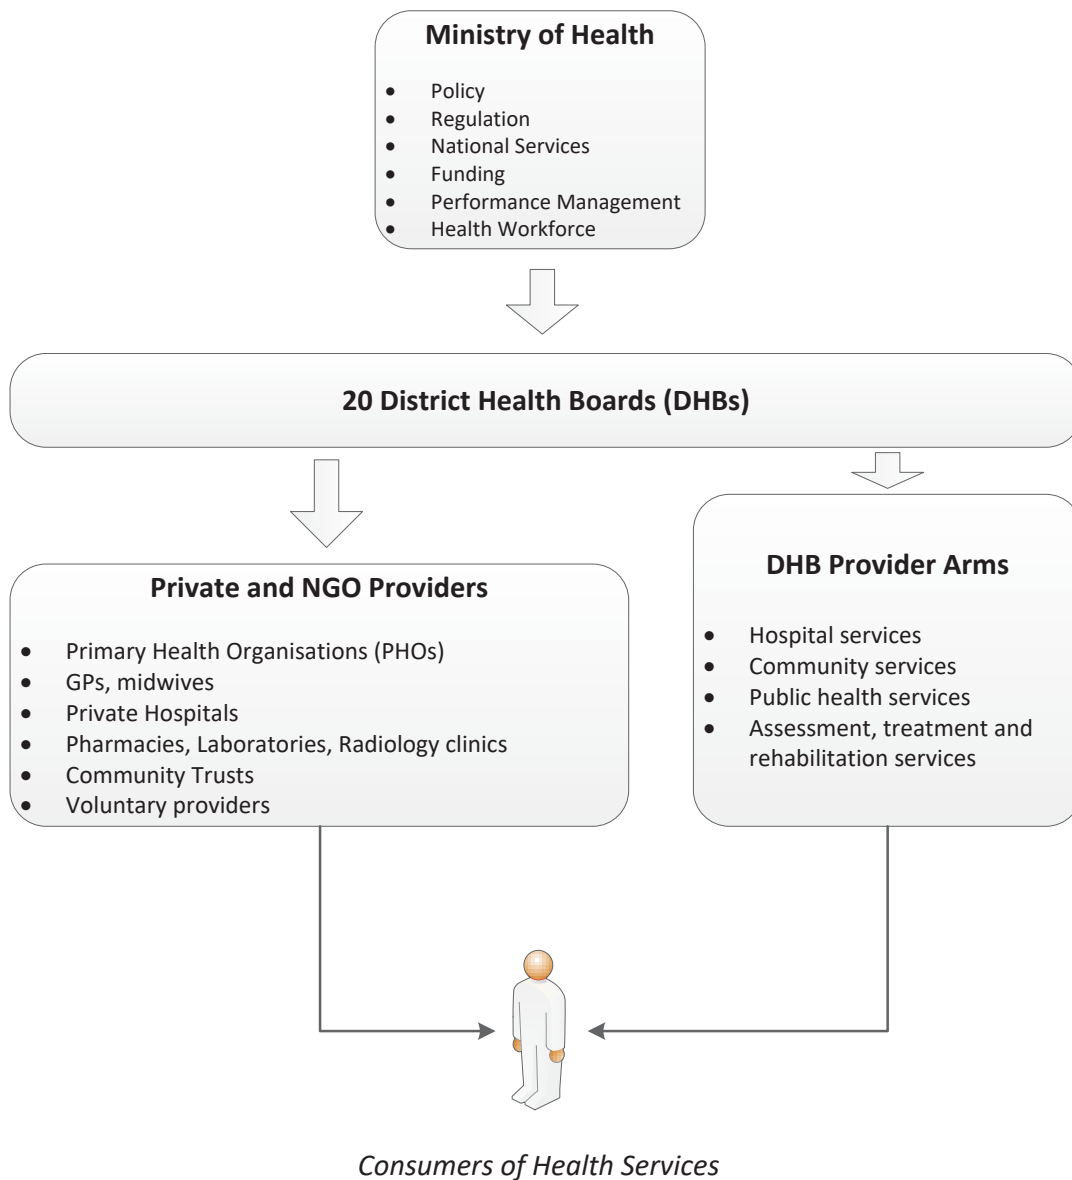 Ministry of Health
• Policy
• Regulation
• National Services
• Funding
• Performance Management
• Health Workforce
20 District Health Boards (DHBs)
Private and NGO Providers
• Primary Health Organisations (PHOs)
• GPs, midwives
• Private Hospitals
• Pharmacies, Laboratories, Radiology clinics
• Community Trusts
• Voluntary providers
DHB Provider Arms
• Hospital services
• Community services
• Public health services
• Assessment, treatment and
rehabilitation services
Consumers of Health Services